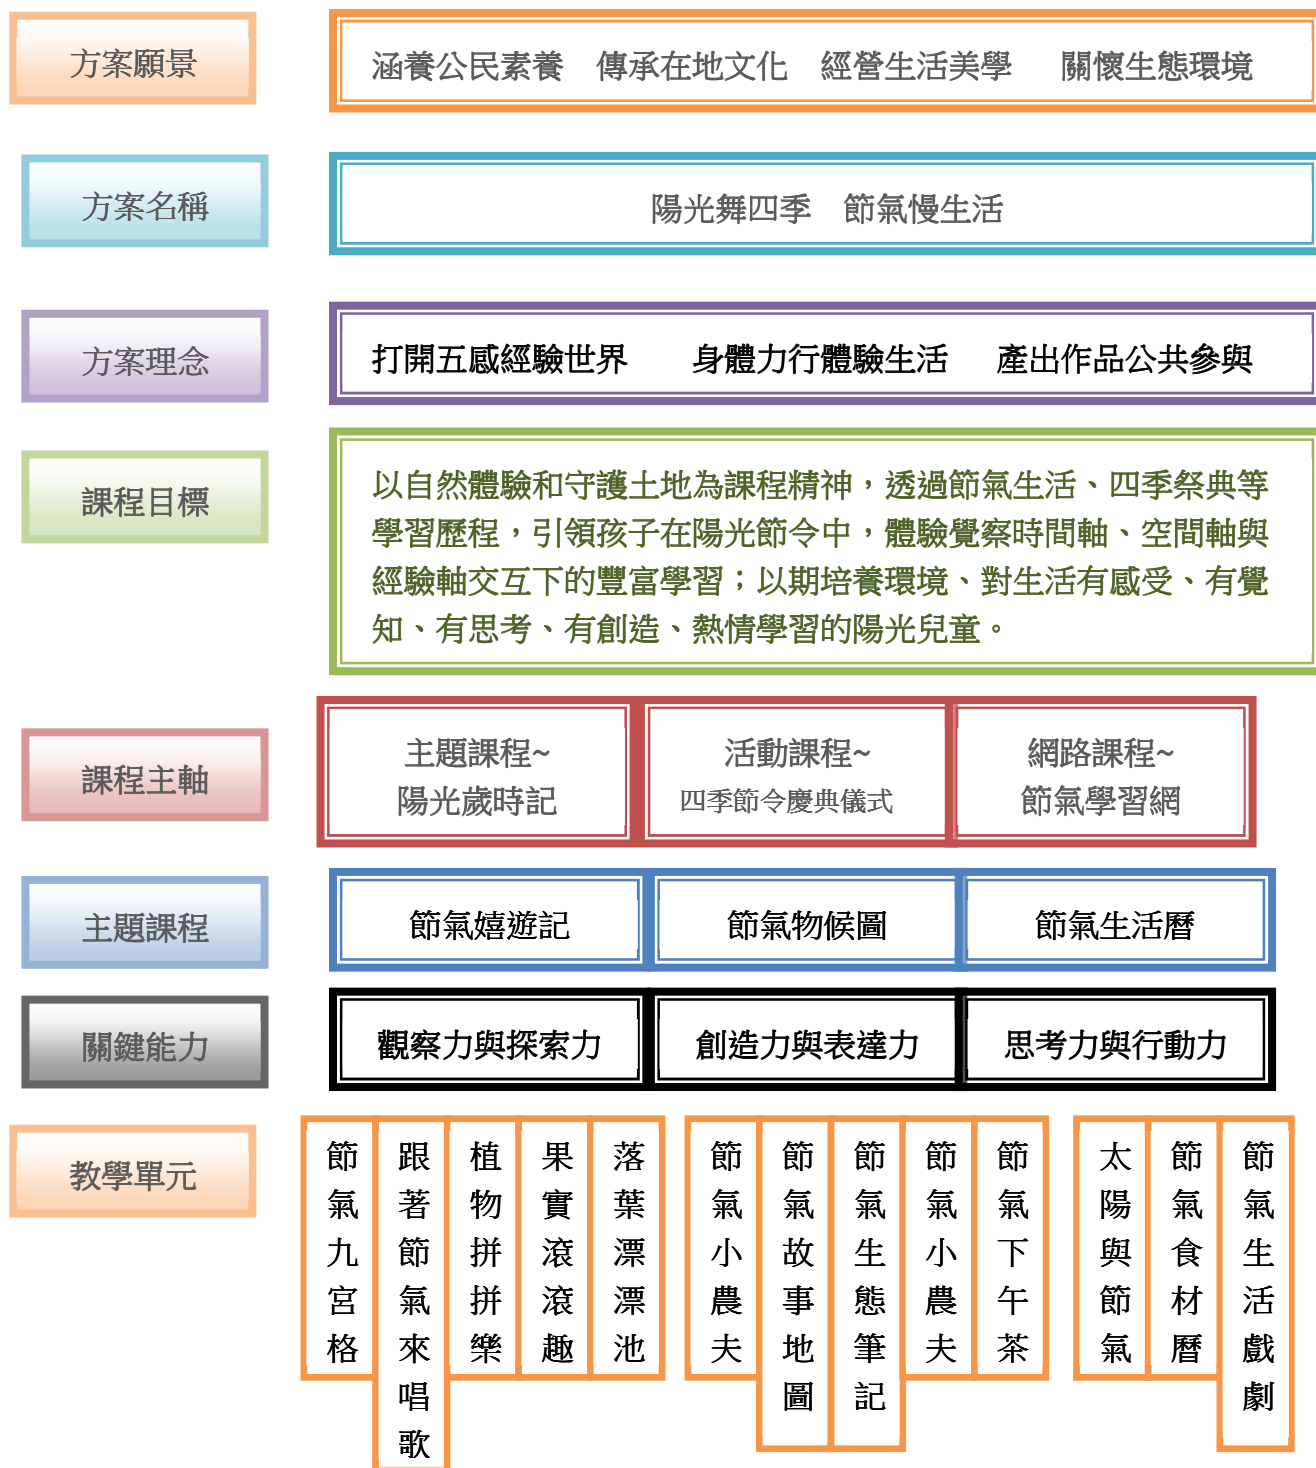 方案願景
涵養公民素養　傳承在地文化　經營生活美學　關懷生態環境
方案名稱
陽光舞四季　節氣慢生活
方案理念
打開五感經驗世界　身體力行體驗生活　產出作品公共參與
課程目標
以自然體驗和守護土地為課程精神，透過節氣生活、四季祭典等
學習歷程，引領孩子在陽光節令中，體驗覺察時間軸、空間軸與
經驗軸交互下的豐富學習；以期培養環境、對生活有感受、有覺
知、有思考、有創造、熱情學習的陽光兒童。
課程主軸
主題課程~
陽光歲時記
活動課程~
四季節令慶典儀式
網路課程~
節氣學習網
主題課程
節氣嬉遊記
節氣物候圖
節氣生活曆
關鍵能力
觀察力與探索力
創造力與表達力
思考力與行動力
教學單元
節氣九宮格
跟著節氣來唱歌
植物拼拼樂
果實滾滾趣
落葉漂漂池
節氣小農夫
節氣故事地圖
節氣生態筆記
節氣小農夫
節氣下午茶
太陽與節氣
節氣食材曆
節氣生活戲劇